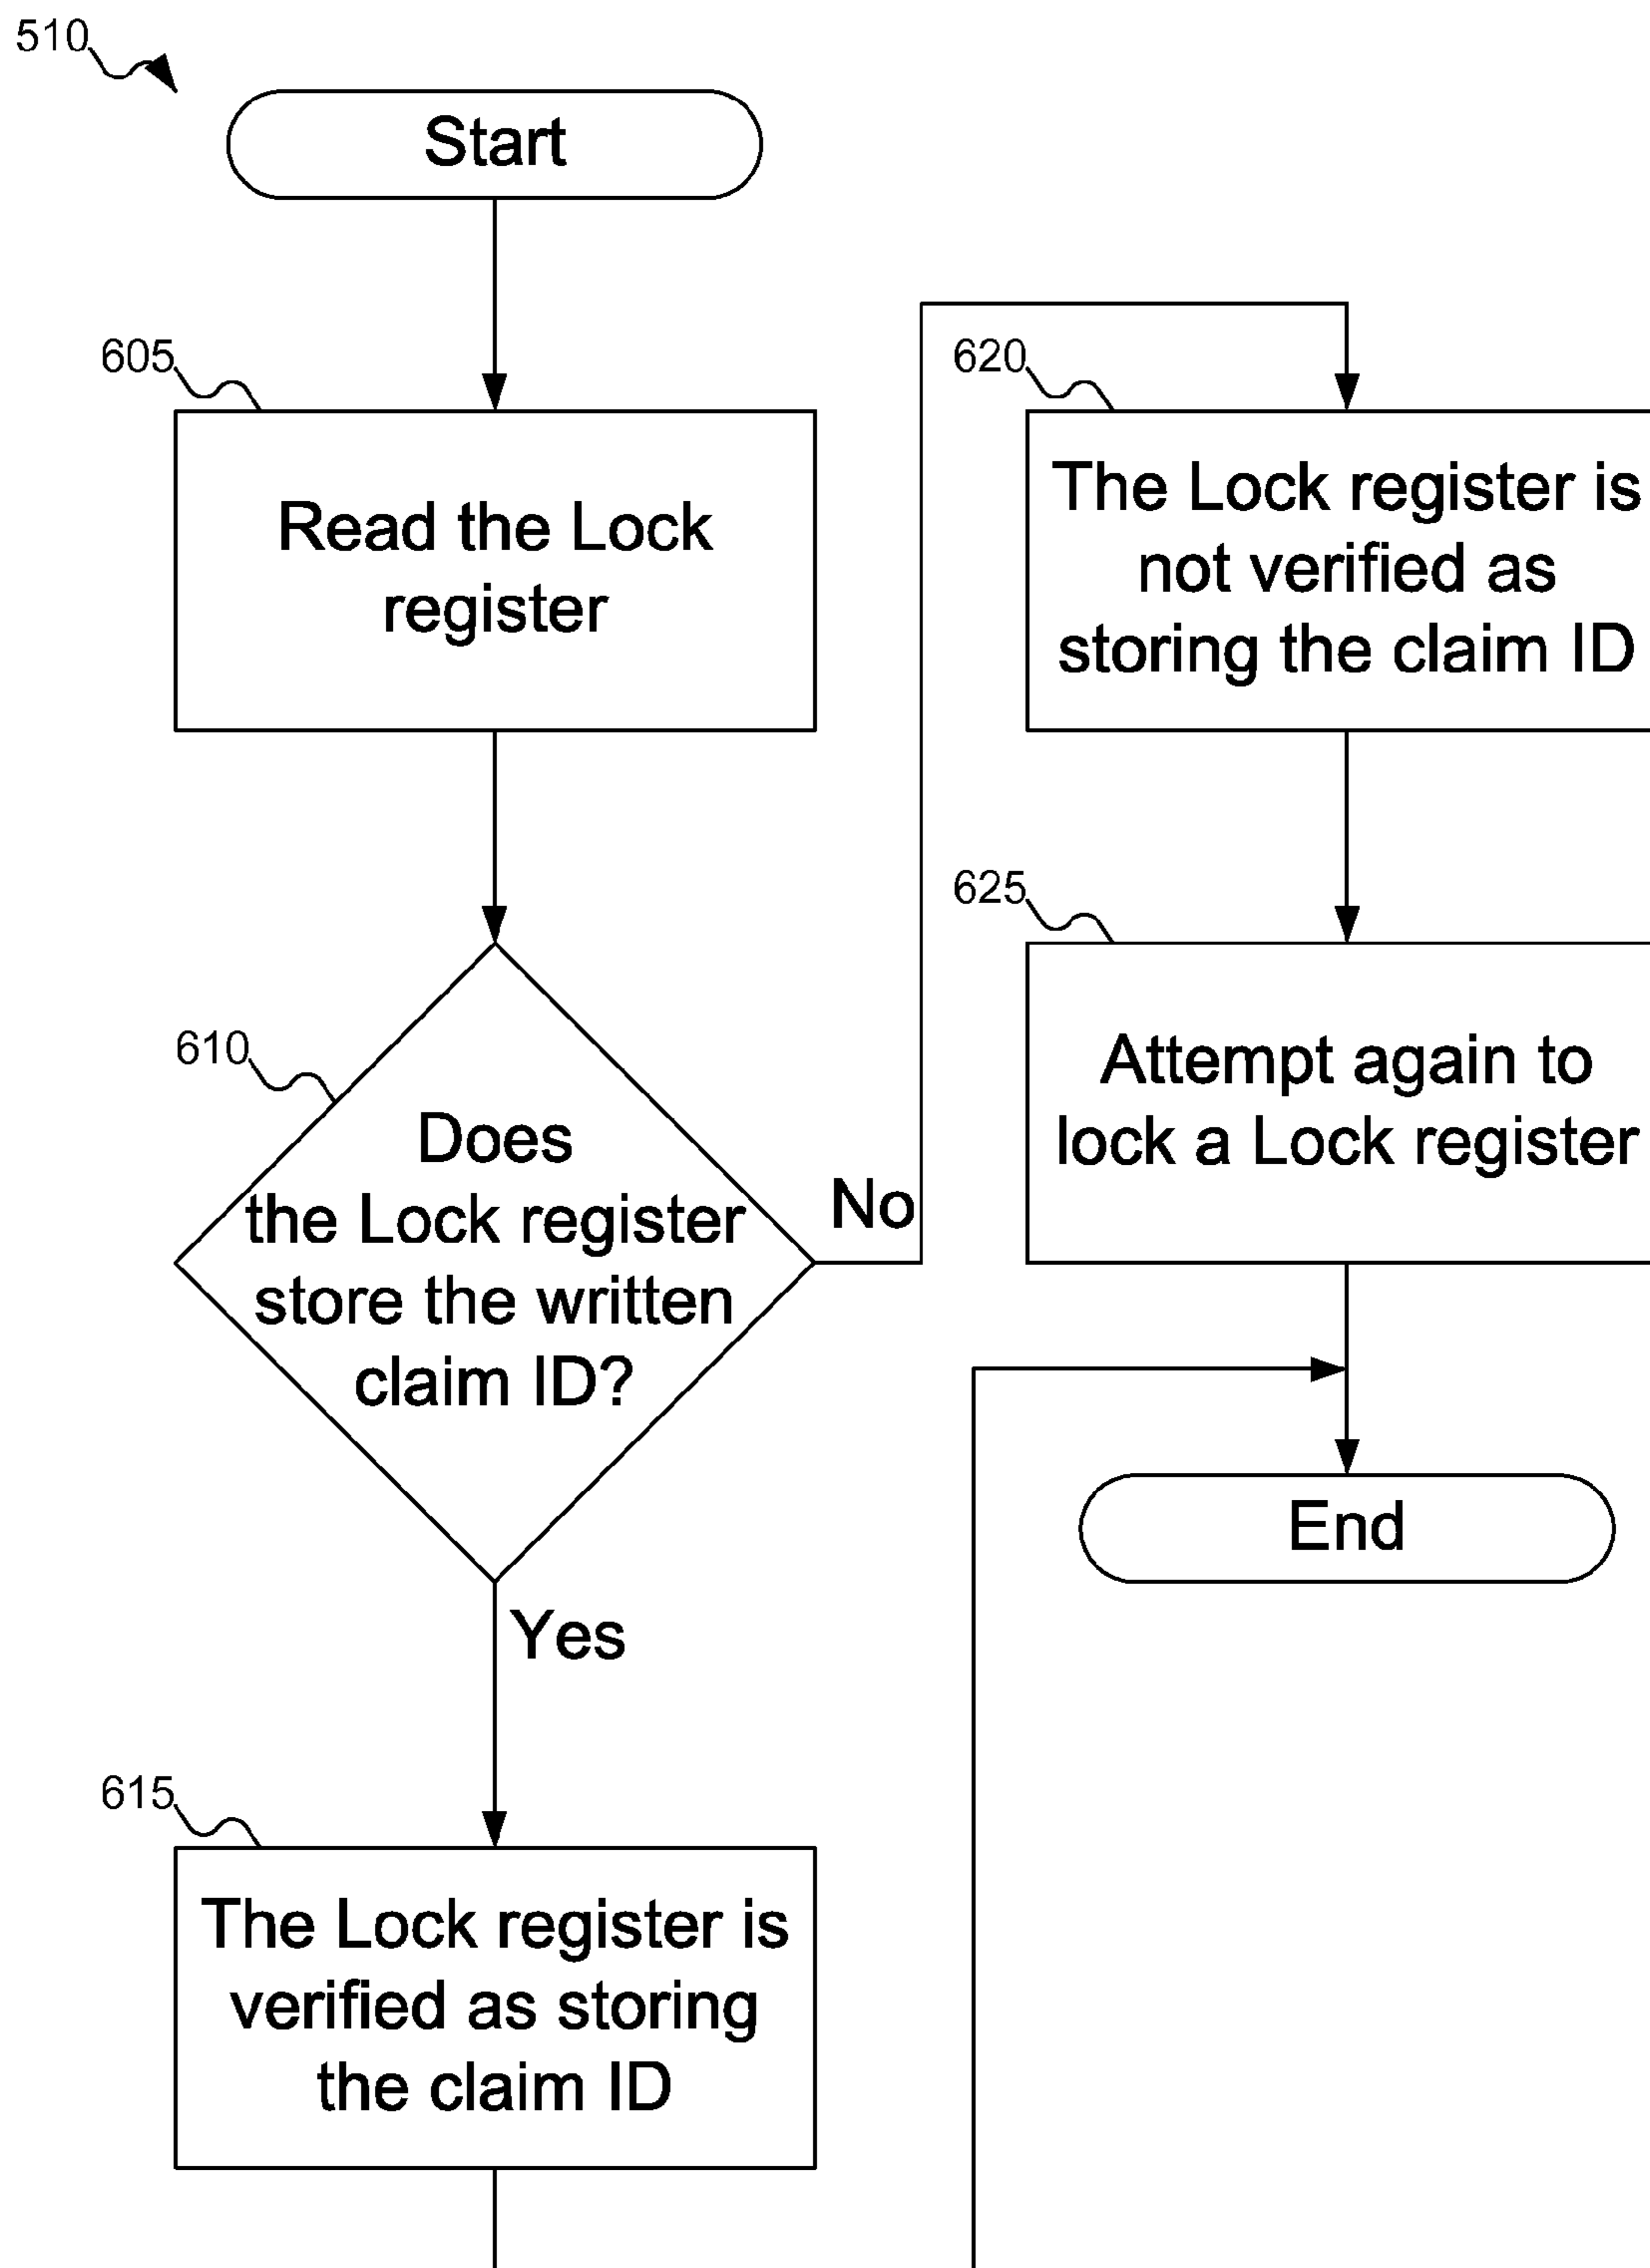 510
Start
605
Read the Lock
register
610
Does
the Lock register
store the written
claim ID?
No
Yes
615
The Lock register is
verified as storing
the claim ID
620
The Lock register is
not verified as
storing the claim ID
625
Attempt again to
lock a Lock register
End